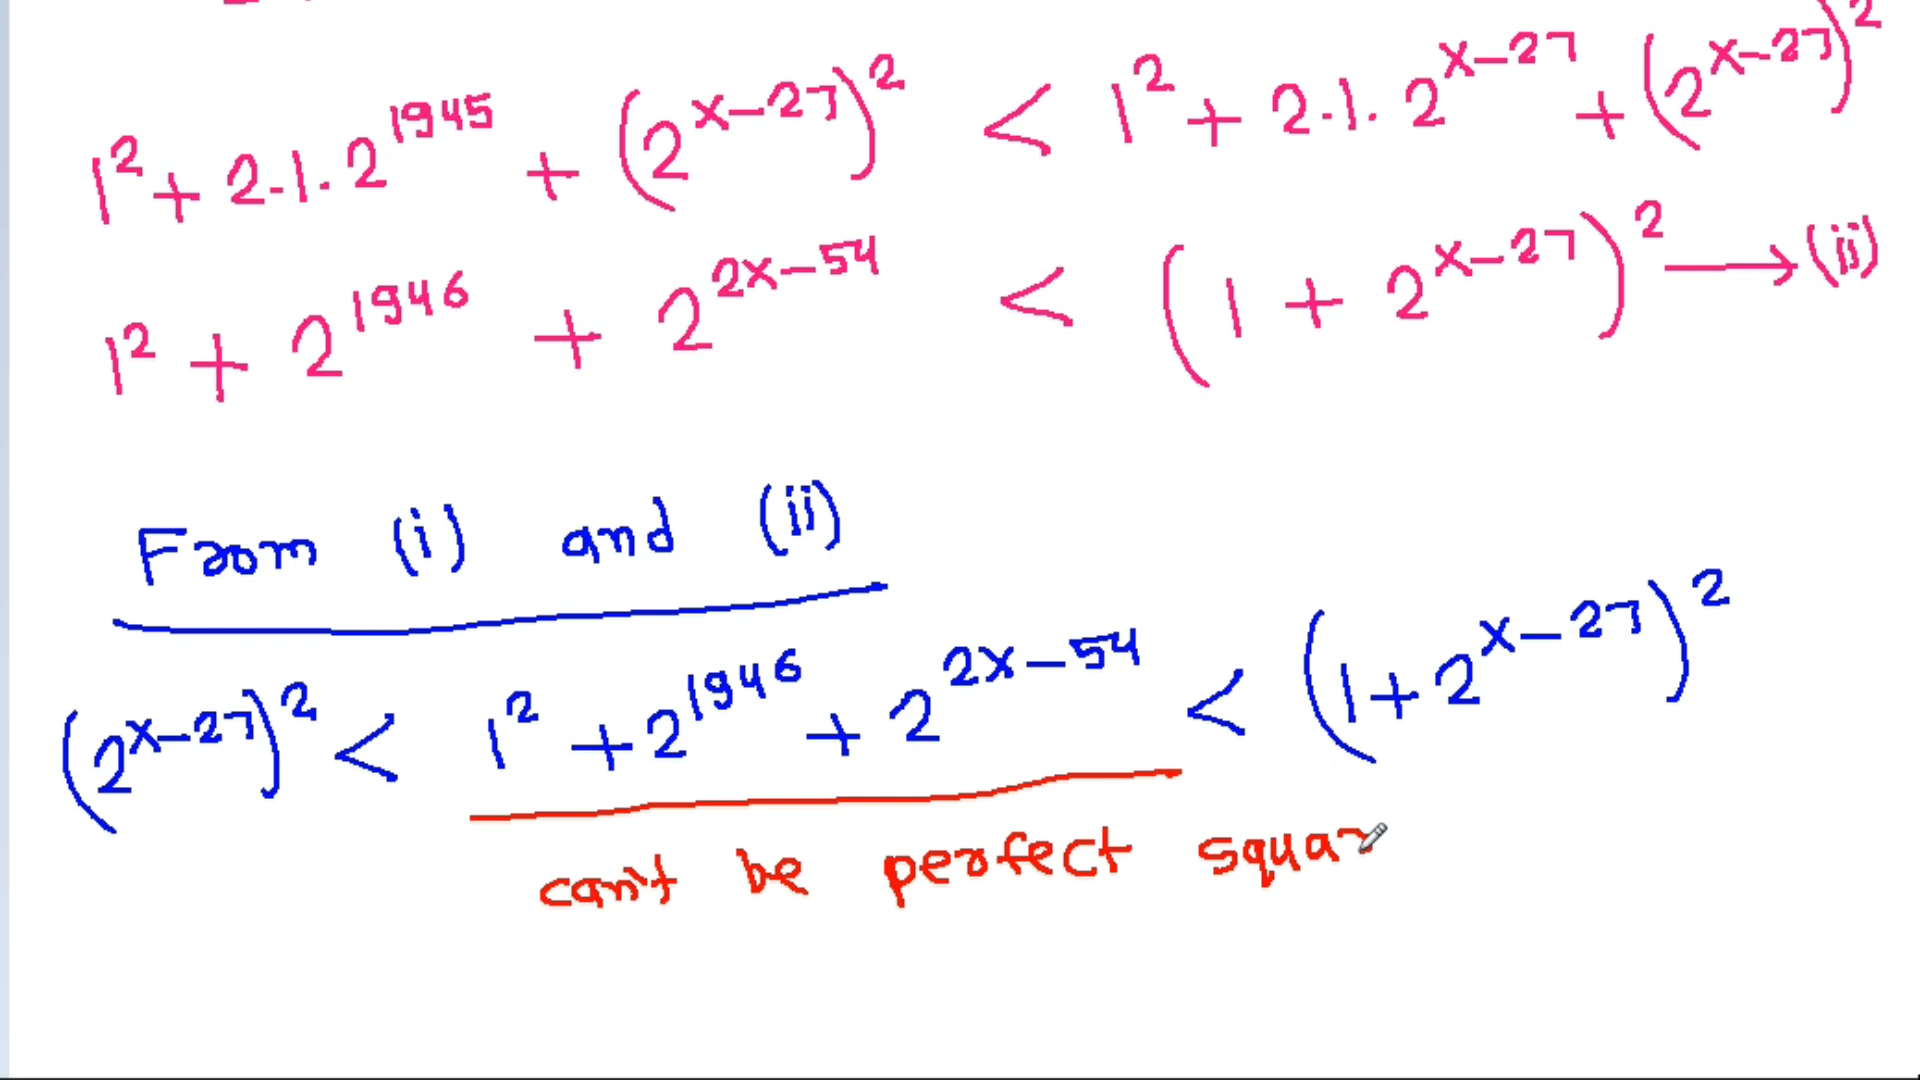 1² + 2·1·2^1945 + (2^x-27)² < 1² + 2·1·2^x-27 + (2^x-27)²
1² + 2^1946 + 2^2x-54 < (1 + 2^x-27)² → (ii)
From (i) and (ii)
(2^x-27)² < 1² + 2^1946 + 2^2x-54 < (1 + 2^x-27)²
can't be perfect squar